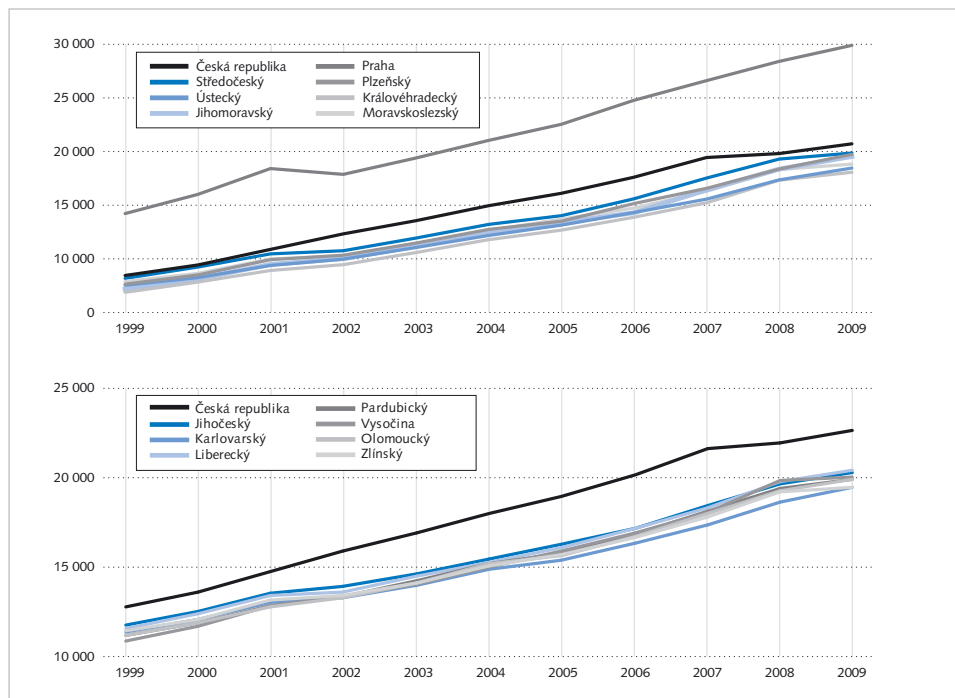 30 000
25 000
20 000
15 000
10 000
0
Česká republika Praha
Středočeský Plzeňský
Ústecký Královéhradecký
Jihomoravský Moravskoslezský
1999 2000 2001 2002 2003 2004 2005 2006 2007 2008 2009
25 000
20 000
15 000
10 000
Česká republika Pardubický
Jihočeský Vysočina
Karlovarský Olomoucký
Liberecký Zlínský
1999 2000 2001 2002 2003 2004 2005 2006 2007 2008 2009